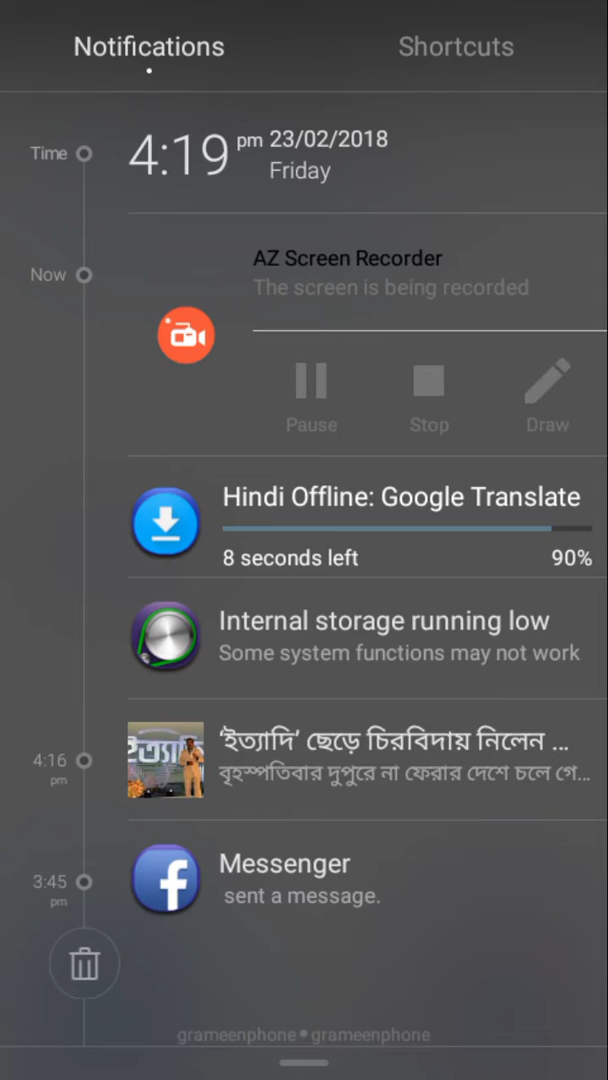 Notifications
Shortcuts
Time
4:19 pm 23/02/2018
Friday
Now
AZ Screen Recorder
The screen is being recorded
Pause
Stop
Draw
Hindi Offline: Google Translate
8 seconds left
90%
Internal storage running low
Some system functions may not work
4:16
pm
ইত্যাদি
‘ইত্যাদি’ ছেড়ে চিরবিদায় নিলেন ...
বৃহস্পতিবার দুপুরে না ফেরার দেশে চলে গে...
3:45
pm
Messenger
sent a message.
grameenphone • grameenphone